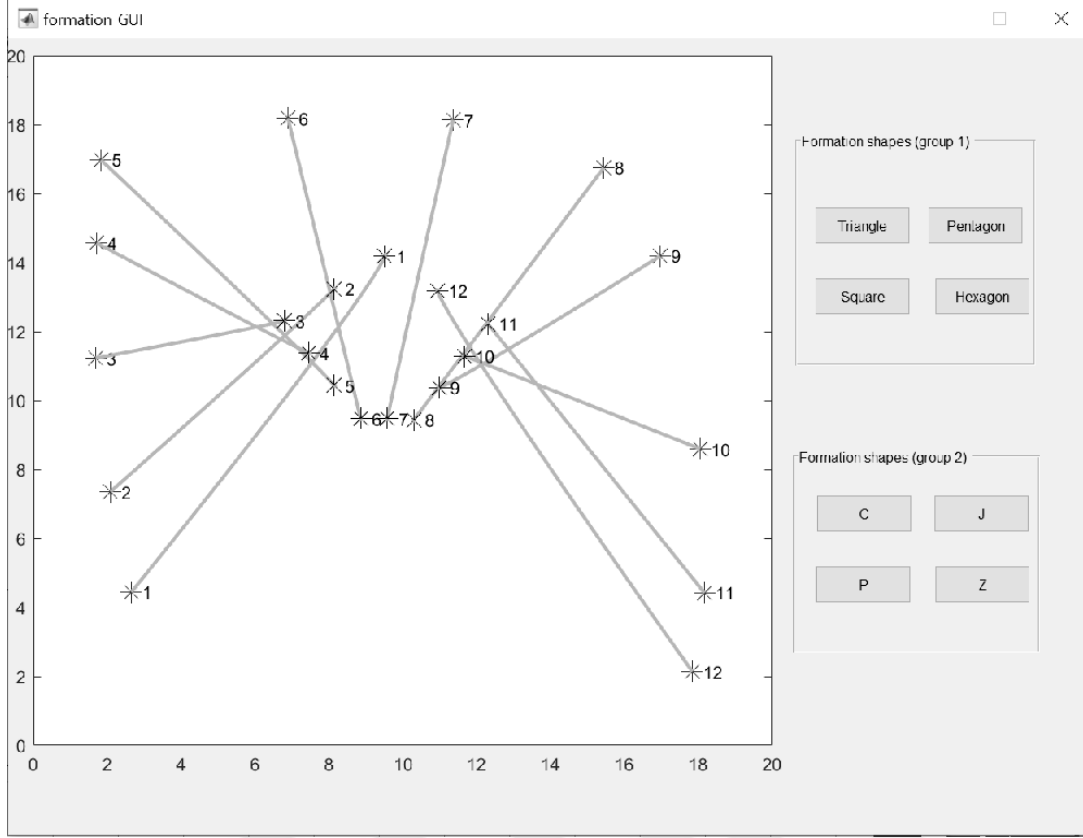 formation GUI
20
18
16
14
12
10
8
6
4
2
0
0 2 4 6 8 10 12 14 16 18 20
6 7
5
8
4
1 9
2 12
3 11
3 4 10
5 9
6 7 8
10
2
1 11
12
Formation shapes (group 1)
Triangle Pentagon
Square Hexagon
Formation shapes (group 2)
C J
P Z